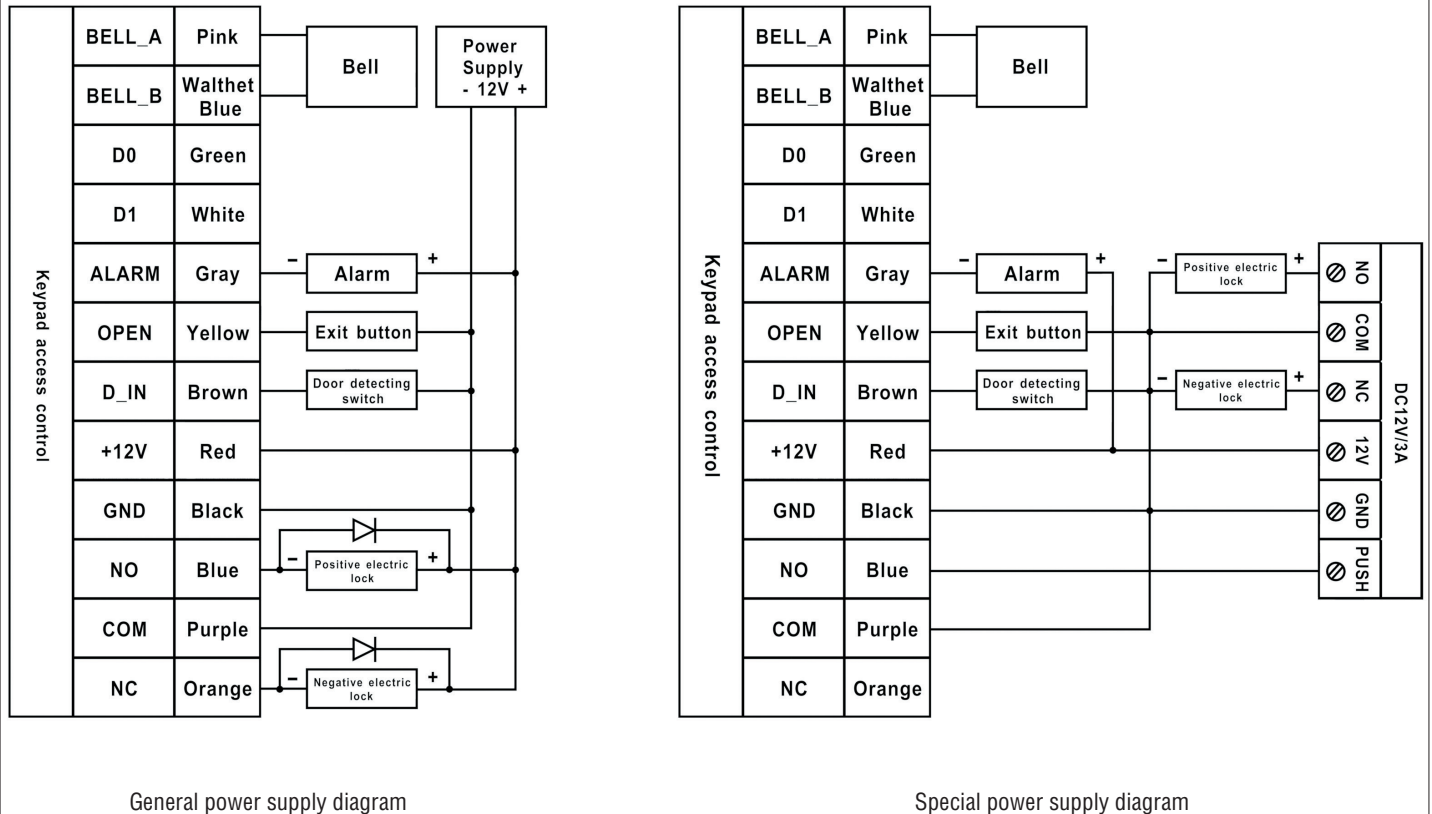 BELL_A Pink
BELL_B Walthet
Blue
D0 Green
D1 White
ALARM Gray
OPEN Yellow
D_IN Brown
+12V Red
GND Black
NO Blue
COM Purple
NC Orange
Keypad access control
Bell
Power
Supply
- 12V +
- Alarm +
Exit button
Door detecting
switch
- Positive electric +
lock
- Negative electric +
lock
General power supply diagram
BELL_A Pink
BELL_B Walthet
Blue
D0 Green
D1 White
ALARM Gray
OPEN Yellow
D_IN Brown
+12V Red
GND Black
NO Blue
COM Purple
NC Orange
Keypad access control
Bell
- Alarm +
Exit button
Door detecting
switch
- Positive electric +
lock
- Negative electric +
lock
NO
COM
NC
12V
GND
PUSH
DC12V/3A
Special power supply diagram